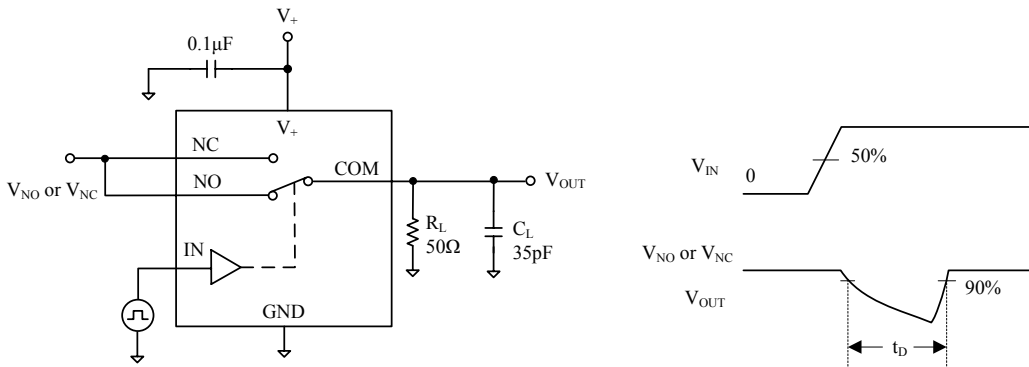 V+
0.1μF
V+
NC
COM
NO
VOUT
VNO or VNC
RL
50Ω
CL
35pF
IN
GND
VIN
0
50%
VNO or VNC
VOUT
90%
tD